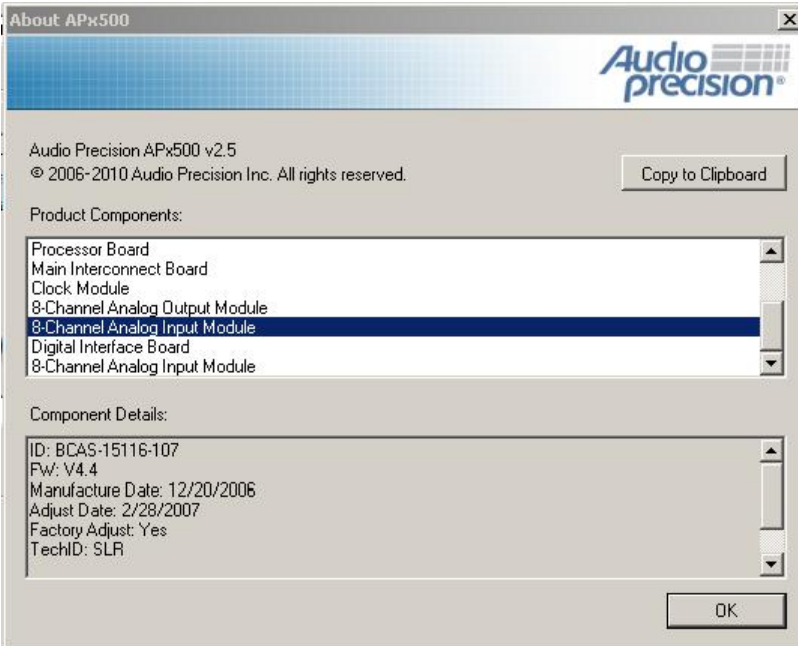 About APx500
Audio
precision®
Audio Precision APx500 v2.5
© 2006-2010 Audio Precision Inc. All rights reserved.
Copy to Clipboard
Product Components:
Processor Board
Main Interconnect Board
Clock Module
8-Channel Analog Output Module
8-Channel Analog Input Module
Digital Interface Board
8-Channel Analog Input Module
Component Details:
ID: BCAS-15116-107
FW: V4.4
Manufacture Date: 12/20/2006
Adjust Date: 2/28/2007
Factory Adjust: Yes
TechID: SLR
OK